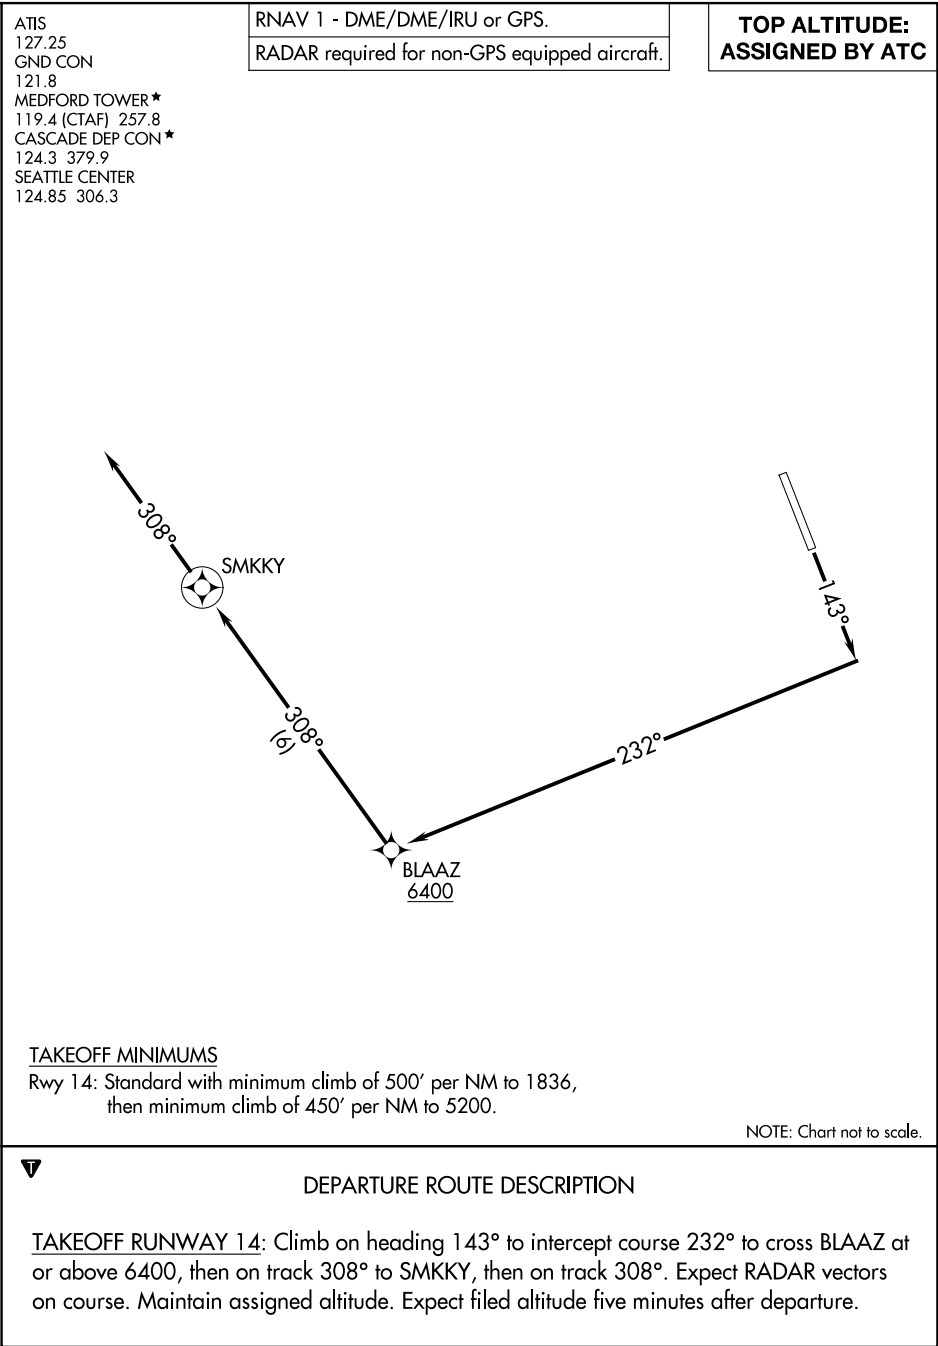 ATIS
127.25
GND CON
121.8
MEDFORD TOWER★
119.4 (CTAF) 257.8
CASCADE DEP CON★
124.3 379.9
SEATTLE CENTER
124.85 306.3
RNAV 1 - DME/DME/IRU or GPS.
RADAR required for non-GPS equipped aircraft.
TOP ALTITUDE:
ASSIGNED BY ATC
308°
SMKKY
143°
308°
(6)
232°
BLAAZ
6400
TAKEOFF MINIMUMS
Rwy 14: Standard with minimum climb of 500' per NM to 1836,
then minimum climb of 450' per NM to 5200.
NOTE: Chart not to scale.
T
DEPARTURE ROUTE DESCRIPTION
TAKEOFF RUNWAY 14: Climb on heading 143° to intercept course 232° to cross BLAAZ at
or above 6400, then on track 308° to SMKKY, then on track 308°. Expect RADAR vectors
on course. Maintain assigned altitude. Expect filed altitude five minutes after departure.